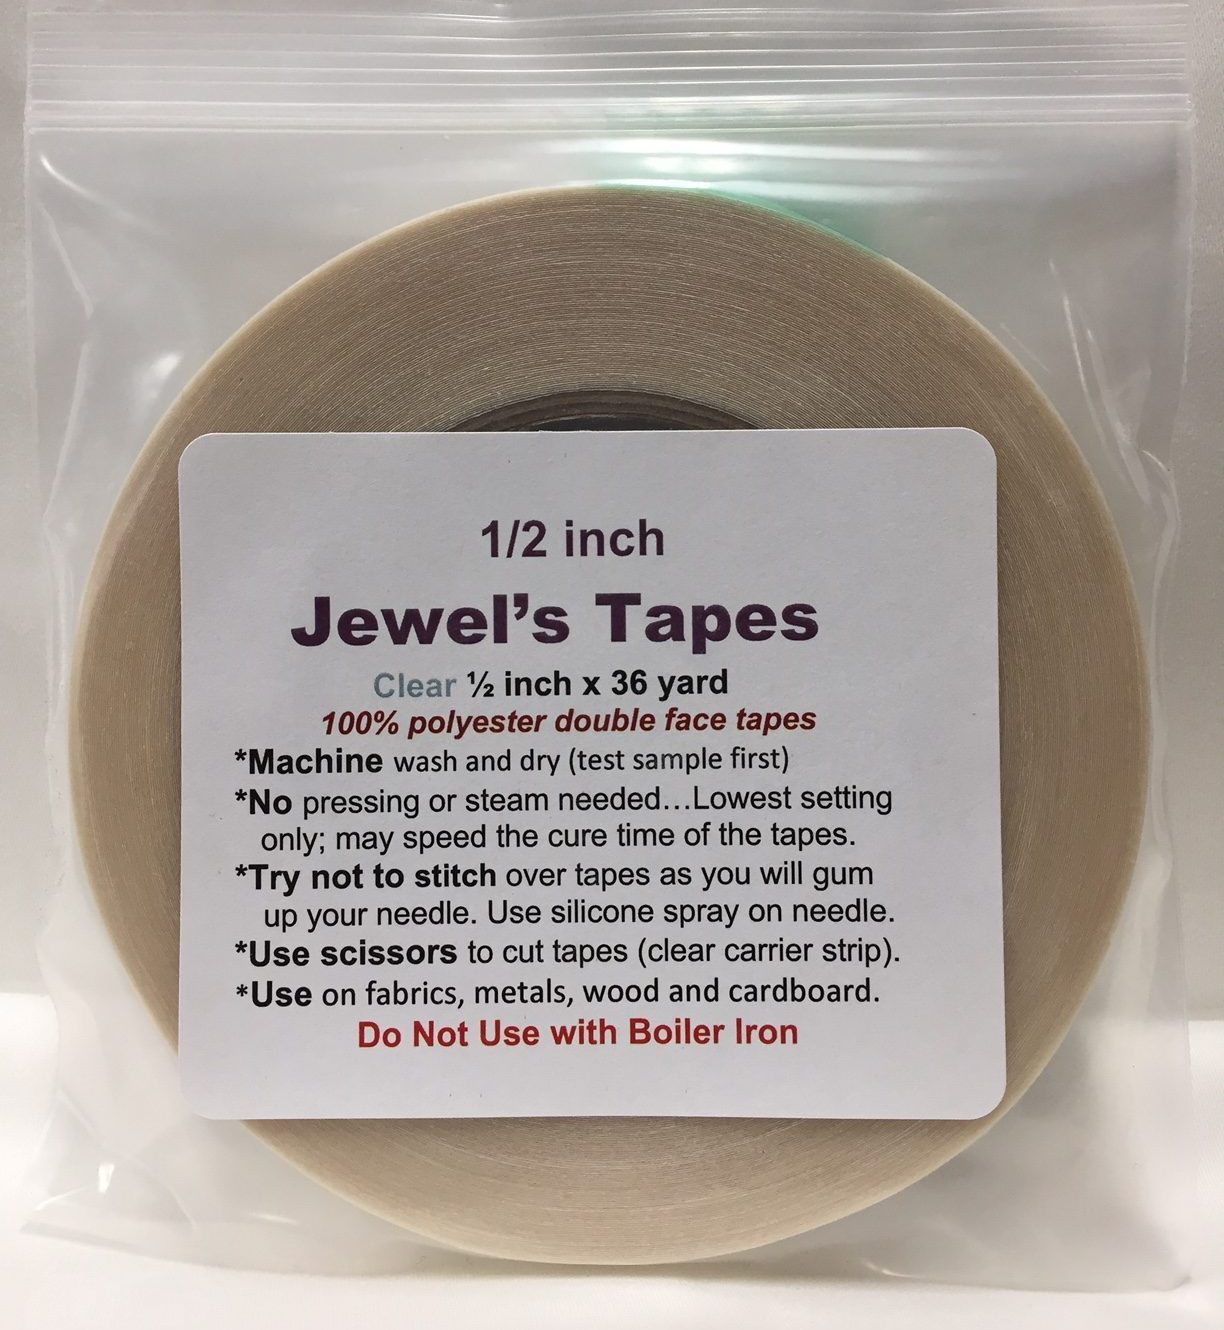 1/2 inch
Jewel’s Tapes
Clear ½ inch x 36 yard
100% polyester double face tapes
*Machine wash and dry (test sample first)
*No pressing or steam needed…Lowest setting
only; may speed the cure time of the tapes.
*Try not to stitch over tapes as you will gum
up your needle. Use silicone spray on needle.
*Use scissors to cut tapes (clear carrier strip).
*Use on fabrics, metals, wood and cardboard.
Do Not Use with Boiler Iron